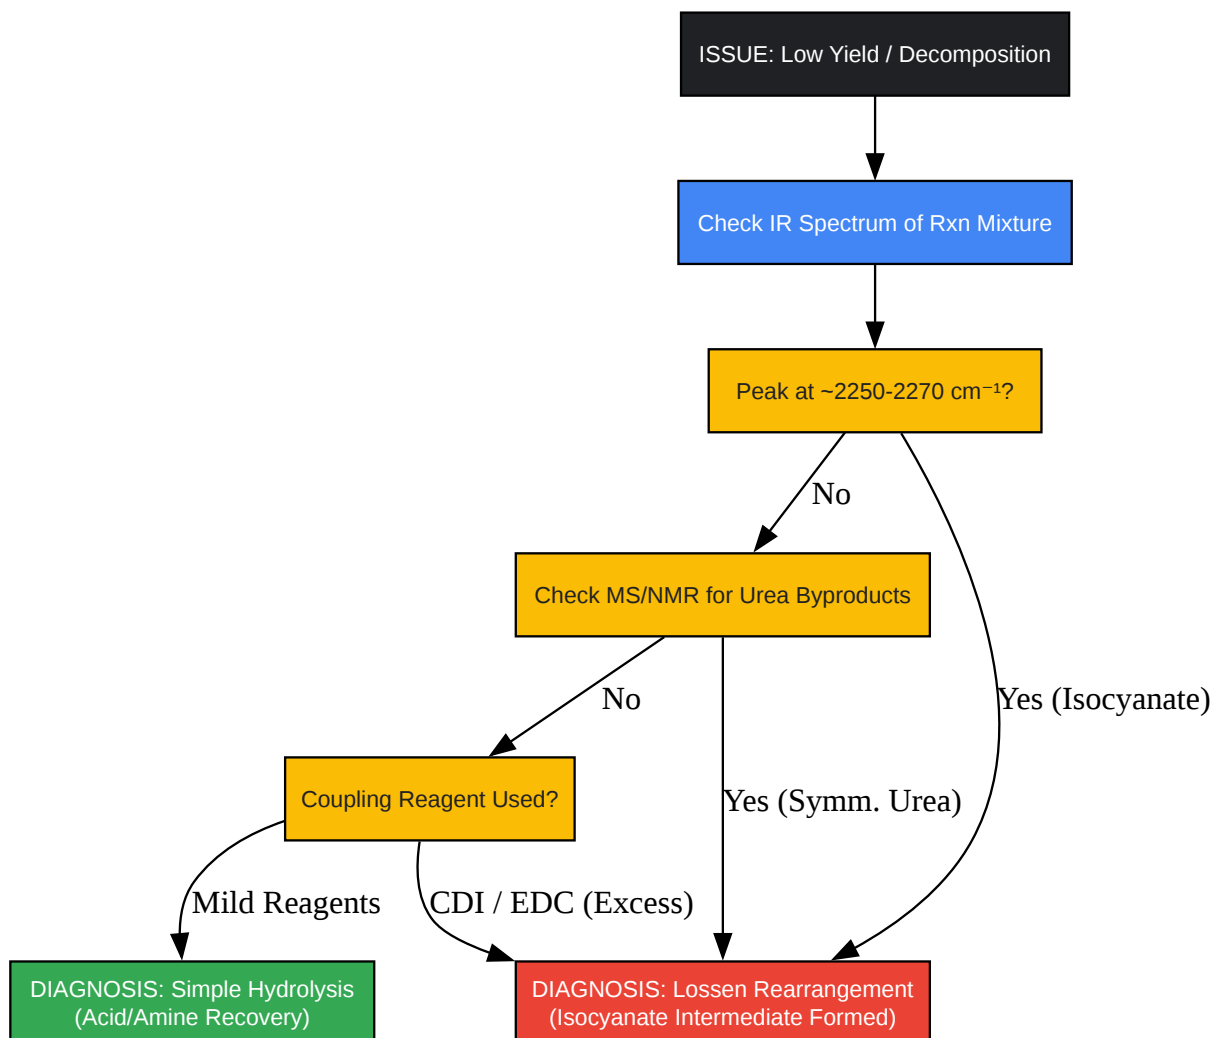 ISSUE: Low Yield / Decomposition
Check IR Spectrum of Rxn Mixture
Peak at ~2250-2270 cm⁻¹?
No
Check MS/NMR for Urea Byproducts
No
Yes (Isocyanate)
Coupling Reagent Used?
Yes (Symm. Urea)
Mild Reagents
CDI / EDC (Excess)
DIAGNOSIS: Simple Hydrolysis
(Acid/Amine Recovery)
DIAGNOSIS: Lossen Rearrangement
(Isocyanate Intermediate Formed)